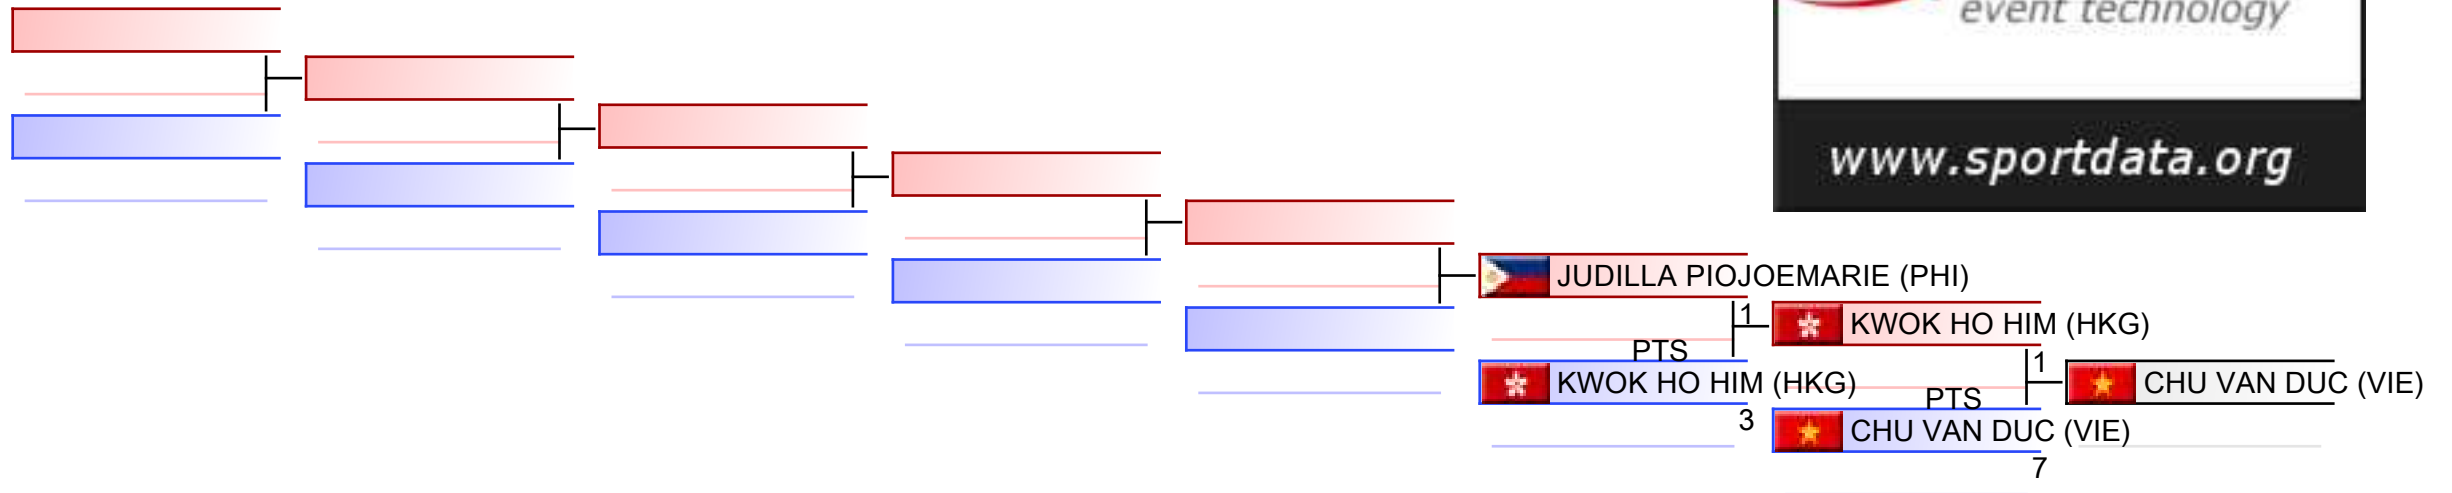 event technology
www.sportdata.org
JUDILLA PIOJOEMARIE (PHI)
1
KWOK HO HIM (HKG)
PTS
KWOK HO HIM (HKG)
3
1
CHU VAN DUC (VIE)
PTS
CHU VAN DUC (VIE)
7